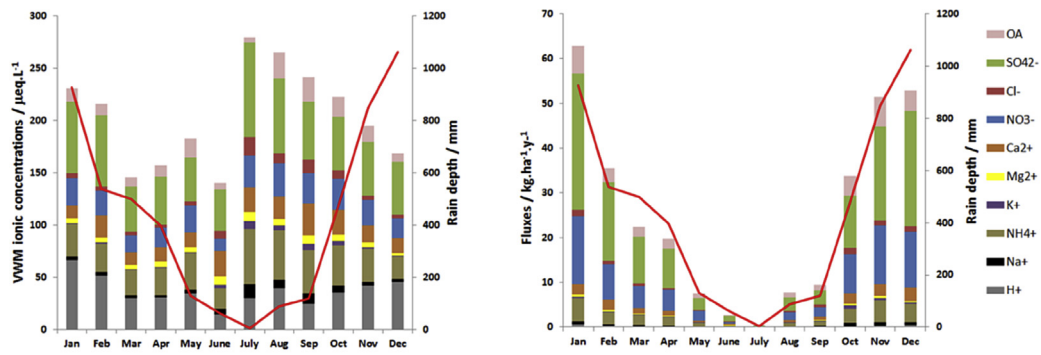 VWM ionic concentrations / µeq.L-1
300
250
200
150
100
50
0
Jan Feb Mar Apr May June July Aug Sep Oct Nov Dec
1200
1000
800
600
400
200
0
Rain depth / mm
Fluxes / kg.ha-1.y-1
70
60
50
40
30
20
10
0
Jan Feb Mar Apr May June July Aug Sep Oct Nov Dec
1200
1000
800
600
400
200
0
Rain depth / mm
OA
SO42-
Cl-
NO3-
Ca2+
Mg2+
K+
NH4+
Na+
H+